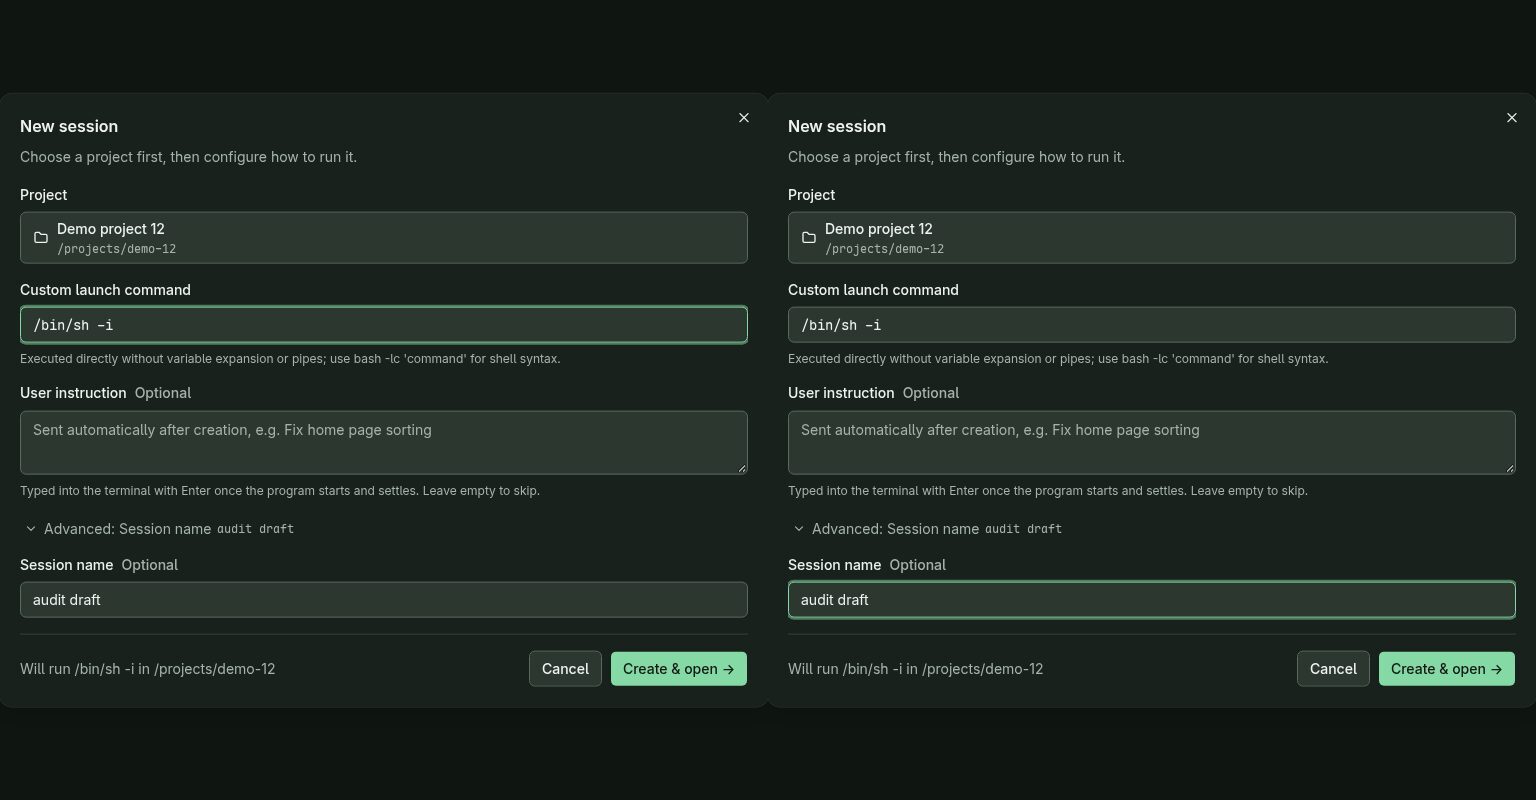 New session
Choose a project first, then configure how to run it.
Project
Demo project 12
/projects/demo-12
Custom launch command
/bin/sh -i
Executed directly without variable expansion or pipes; use bash -lc 'command' for shell syntax.
User instruction Optional
Sent automatically after creation, e.g. Fix home page sorting
Typed into the terminal with Enter once the program starts and settles. Leave empty to skip.
Advanced: Session name audit draft
Session name Optional
audit draft
Will run /bin/sh -i in /projects/demo-12
Cancel
Create & open →
New session
Choose a project first, then configure how to run it.
Project
Demo project 12
/projects/demo-12
Custom launch command
/bin/sh -i
Executed directly without variable expansion or pipes; use bash -lc 'command' for shell syntax.
User instruction Optional
Sent automatically after creation, e.g. Fix home page sorting
Typed into the terminal with Enter once the program starts and settles. Leave empty to skip.
Advanced: Session name audit draft
Session name Optional
audit draft
Will run /bin/sh -i in /projects/demo-12
Cancel
Create & open →